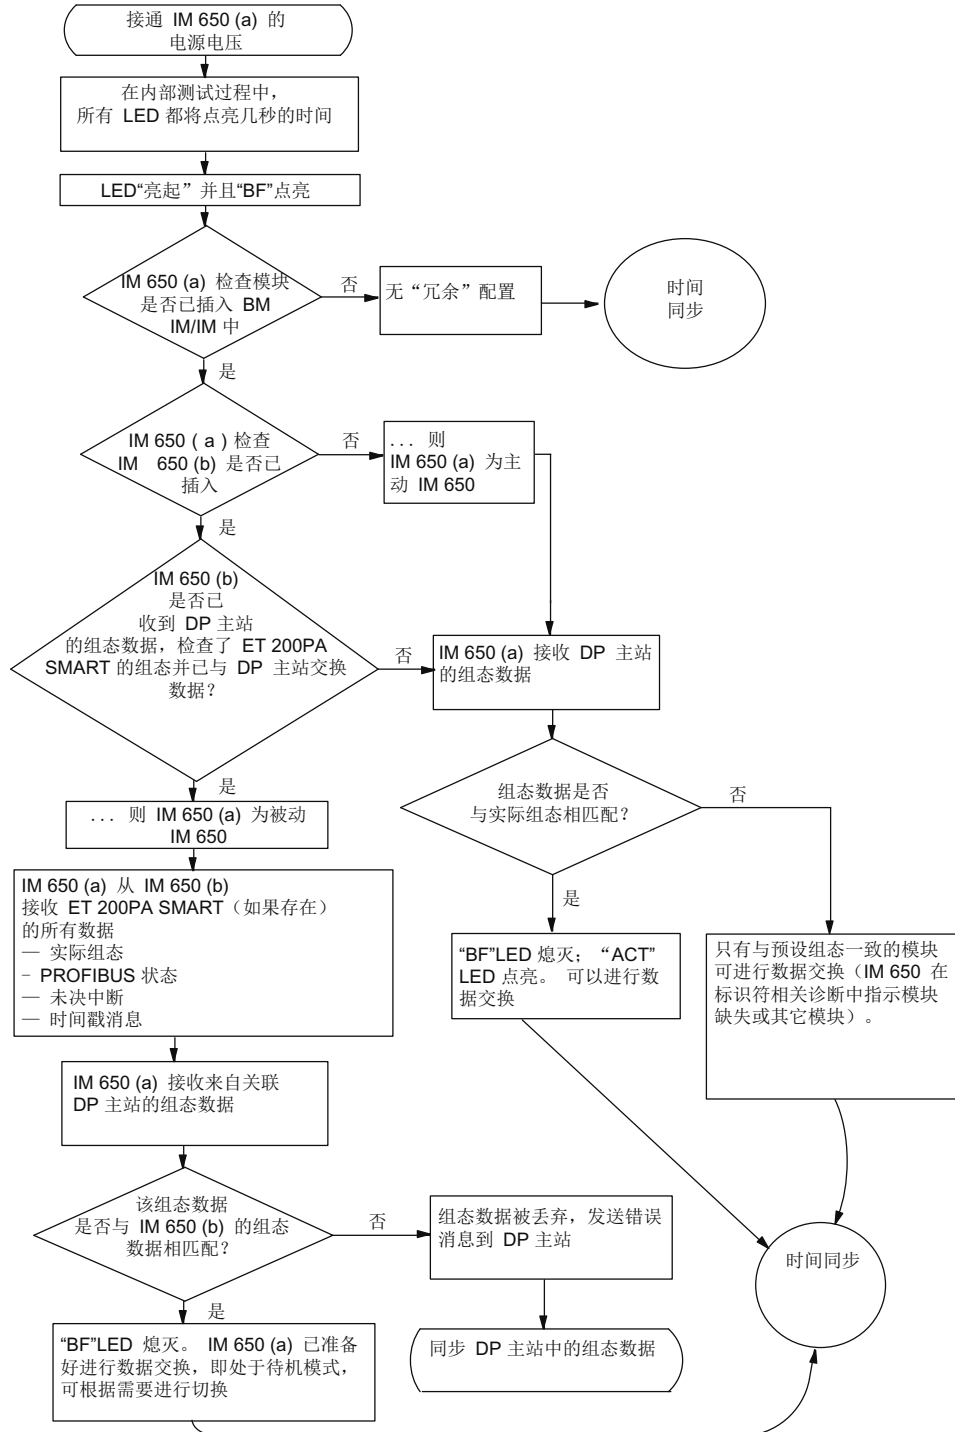 接通 IM 650 (a) 的
电源电压
在内部测试过程中，
所有 LED 都将点亮几秒的时间
LED“亮起”并且“BF”点亮
IM 650 (a) 检查模块
是否已插入 BM
IM/IM 中
否
无“冗余”配置
时间
同步
是
IM 650 ( a ) 检查
IM 650 (b) 是否已
插入
否
... 则
IM 650 (a) 为主
动 IM 650
是
IM 650 (b)
是否已
收到 DP 主站
的组态数据，检查了 ET 200PA
SMART 的组态并已与 DP 主站交换
数据？
否
IM 650 (a) 接收 DP 主站
的组态数据
是
... 则 IM 650 (a) 为被动
IM 650
组态数据是否
与实际组态相匹配？
否
是
IM 650 (a) 从 IM 650 (b)
接收 ET 200PA SMART（如果存在）
的所有数据
— 实际组态
– PROFIBUS 状态
— 未决中断
— 时间戳消息
“BF”LED 熄灭；“ACT”
LED 点亮。 可以进行数
据交换
只有与预设组态一致的模块
可进行数据交换（IM 650 在
标识符相关诊断中指示模块
缺失或其它模块）。
IM 650 (a) 接收来自关联
DP 主站的组态数据
该组态数据
是否与 IM 650 (b) 的组态
数据相匹配？
否
组态数据被丢弃，发送错误
消息到 DP 主站
时间同步
是
“BF”LED 熄灭。 IM 650 (a) 已准备
好进行数据交换，即处于待机模式，
可根据需要进行切换
同步 DP 主站中的组态数据